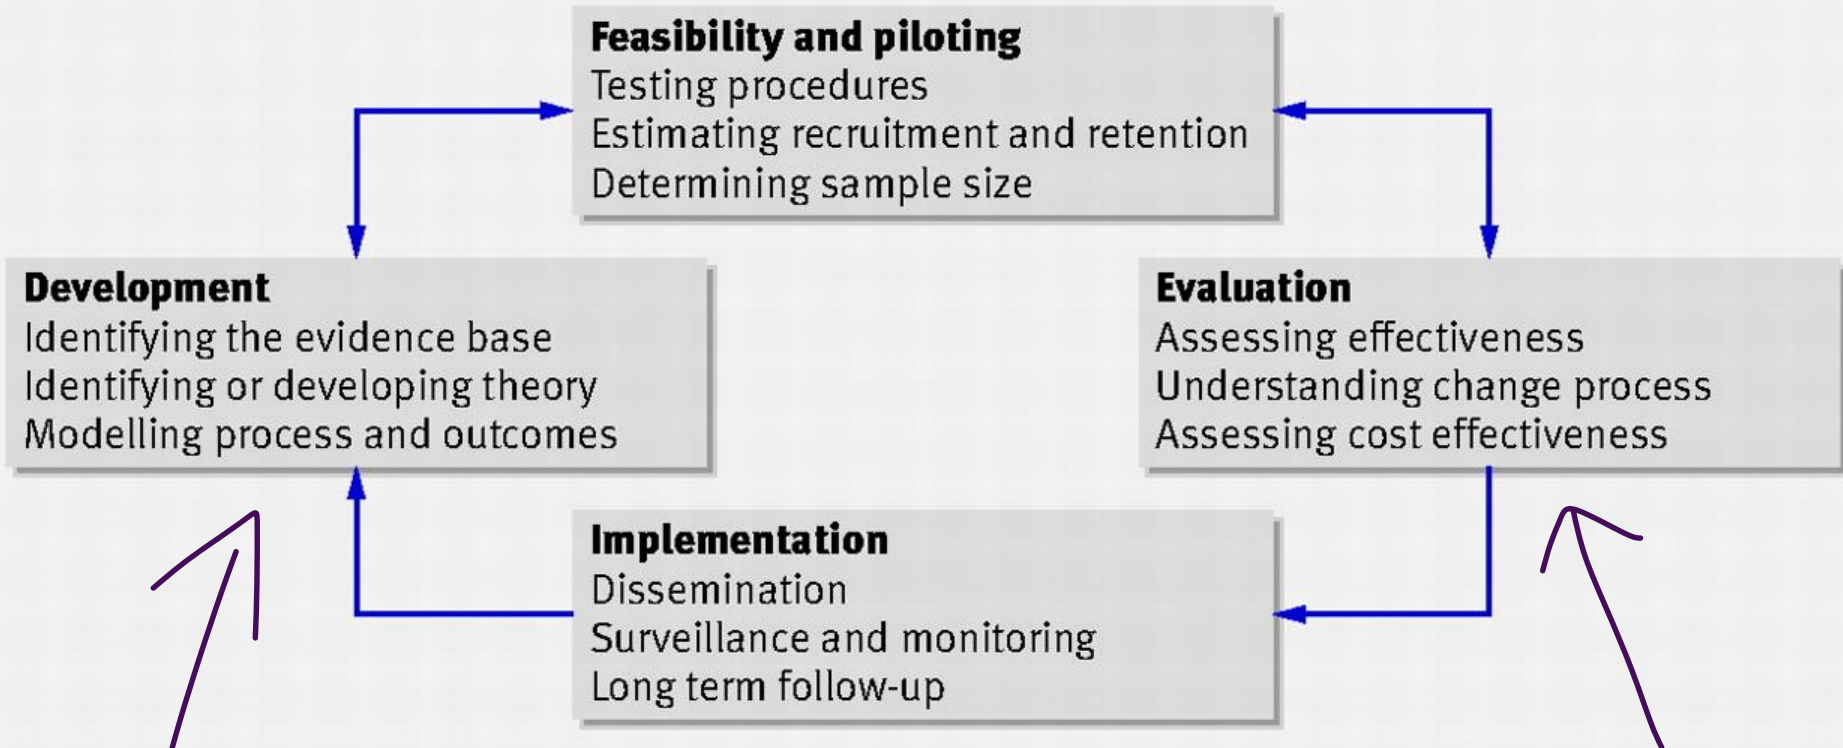 Feasibility and piloting
Testing procedures
Estimating recruitment and retention
Determining sample size
Development
Identifying the evidence base
Identifying or developing theory
Modelling process and outcomes
Evaluation
Assessing effectiveness
Understanding change process
Assessing cost effectiveness
Implementation
Dissemination
Surveillance and monitoring
Long term follow-up